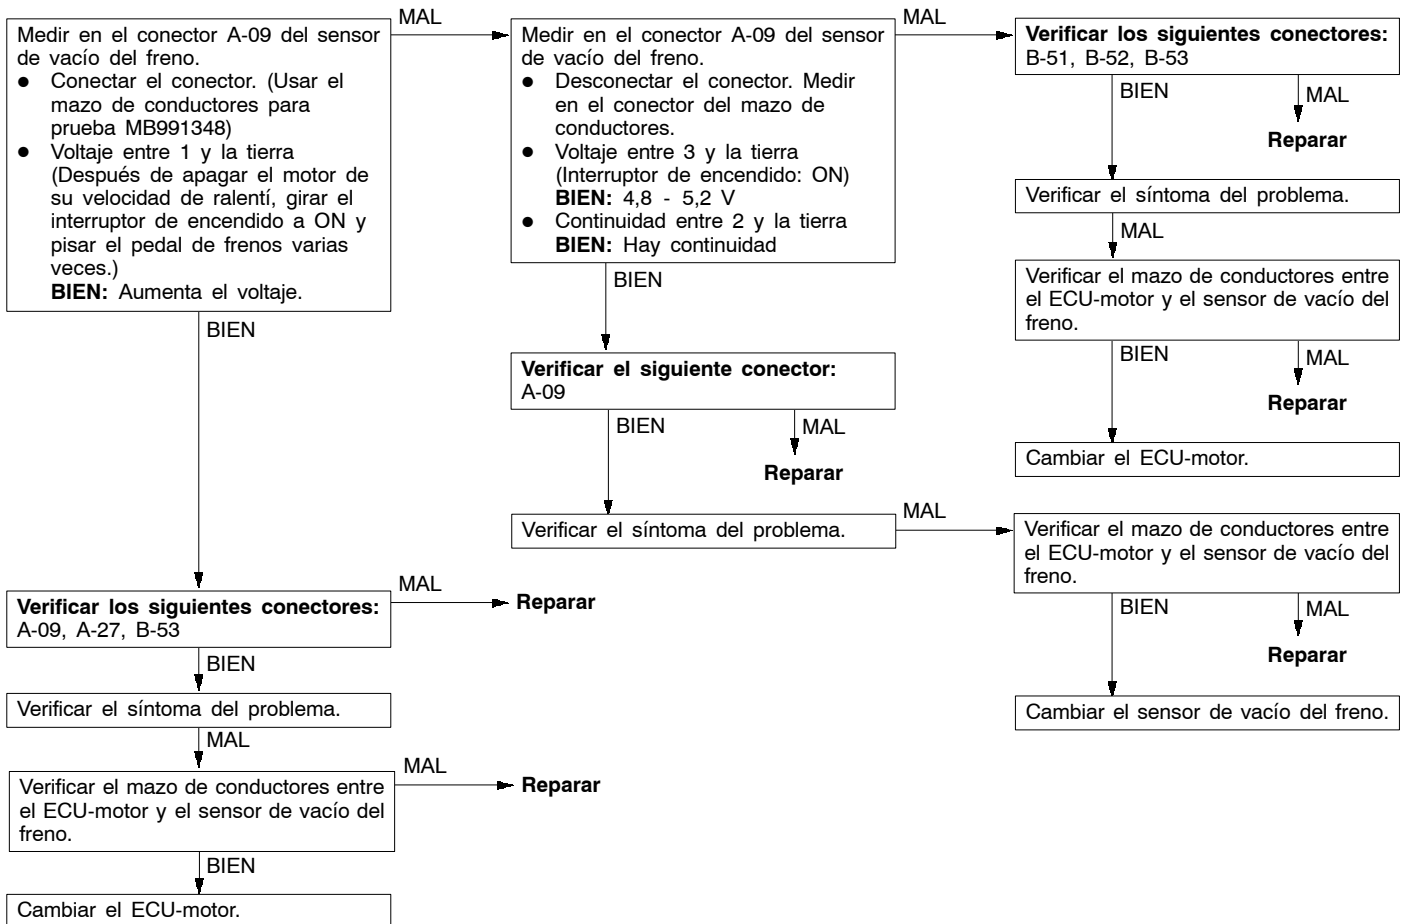 Medir en el conector A-09 del sensor
de vacío del freno.
● Conectar el conector. (Usar el
mazo de conductores para
prueba MB991348)
● Voltaje entre 1 y la tierra
(Después de apagar el motor de
su velocidad de ralentí, girar el
interruptor de encendido a ON y
pisar el pedal de frenos varias
veces.)
BIEN: Aumenta el voltaje.
MAL
BIEN
Medir en el conector A-09 del sensor
de vacío del freno.
● Desconectar el conector. Medir
en el conector del mazo de
conductores.
● Voltaje entre 3 y la tierra
(Interruptor de encendido: ON)
BIEN: 4,8 - 5,2 V
● Continuidad entre 2 y la tierra
BIEN: Hay continuidad
MAL
BIEN
Verificar los siguientes conectores:
B-51, B-52, B-53
BIEN
MAL
Reparar
Verificar el síntoma del problema.
MAL
Verificar el mazo de conductores entre
el ECU-motor y el sensor de vacío del
freno.
BIEN
MAL
Reparar
Cambiar el ECU-motor.
Verificar el siguiente conector:
A-09
BIEN
MAL
Reparar
Verificar el síntoma del problema.
MAL
Verificar el mazo de conductores entre
el ECU-motor y el sensor de vacío del
freno.
BIEN
MAL
Reparar
Cambiar el sensor de vacío del freno.
Verificar los siguientes conectores:
A-09, A-27, B-53
MAL
Reparar
BIEN
Verificar el síntoma del problema.
MAL
Verificar el mazo de conductores entre
el ECU-motor y el sensor de vacío del
freno.
MAL
Reparar
BIEN
Cambiar el ECU-motor.